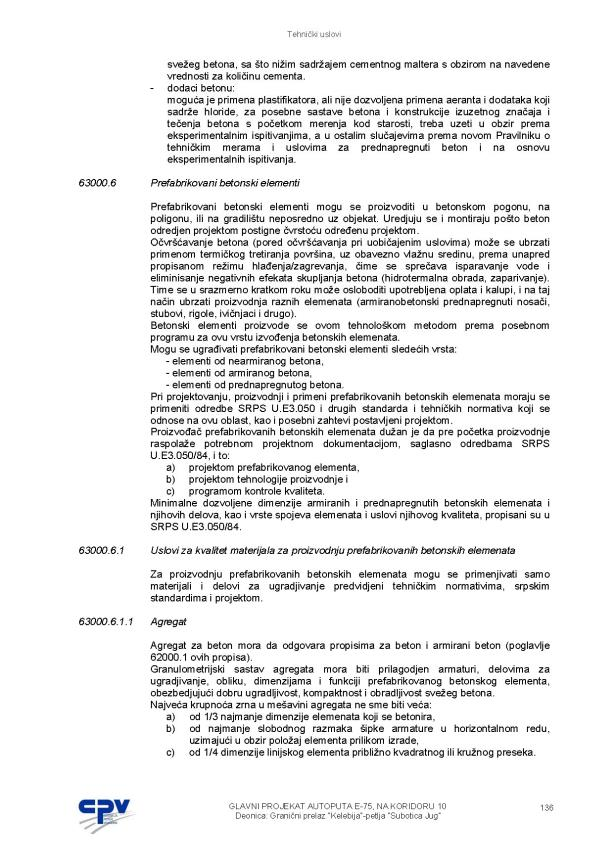 Tehnički uslovi
svežeg betona, sa što nižim sadržajem cementnog maltera s obzirom na navedene
vrednosti za količinu cementa.
- dodaci betonu:
moguća je primena plastifikatora, ali nije dozvoljena primena aeranta i dodataka koji
sadrže hloride, za posebne sastave betona i konstrukcije izuzetnog značaja i
tečenja betona s početkom merenja kod starosti, treba uzeti u obzir prema
eksperimentalnim ispitivanjima, a u ostalim slučajevima prema novom Pravilniku o
tehničkim merama i uslovima za prednapregnuti beton i na osnovu
eksperimentalnih ispitivanja.
63000.6 Prefabrikovani betonski elementi
Prefabrikovani betonski elementi mogu se proizvoditi u betonskom pogonu, na
poligonu, ili na gradilištu neposredno uz objekat. Uredjuju se i montiraju pošto beton
odredjen projektom postigne čvrstoću određenu projektom.
Očvršćavanje betona (pored očvršćavanja pri uobičajenim uslovima) može se ubrzati
primenom termičkog tretiranja površina, uz obavezno vlažnu sredinu, prema unapred
propisanom režimu hlađenja/zagrevanja, čime se sprečava isparavanje vode i
eliminisanje negativnih efekata skupljanja betona (hidrotermalna obrada, zaparivanje).
Time se u srazmerno kratkom roku može osloboditi upotrebljena oplata i kalupi, i na taj
način ubrzati proizvodnja raznih elemenata (armiranobetonski prednapregnuti nosači,
stubovi, rigole, ivičnjaci i drugo).
Betonski elementi proizvode se ovom tehnološkom metodom prema posebnom
programu za ovu vrstu izvođenja betonskih elemenata.
Mogu se ugrađivati prefabrikovani betonski elementi sledećih vrsta:
- elementi od nearmiranog betona,
- elementi od armiranog betona,
- elementi od prednapregnutog betona.
Pri projektovanju, proizvodnji i primeni prefabrikovanih betonskih elemenata moraju se
primeniti odredbe SRPS U.E3.050 i drugih standarda i tehničkih normativa koji se
odnose na ovu oblast, kao i posebni zahtevi postavljeni projektom.
Proizvođač prefabrikovanih betonskih elemenata dužan je da pre početka proizvodnje
raspolaže potrebnom projektnom dokumentacijom, saglasno odredbama SRPS
U.E3.050/84, i to:
a) projektom prefabrikovanog elementa,
b) projektom tehnologije proizvodnje i
c) programom kontrole kvaliteta.
Minimalne dozvoljene dimenzije armiranih i prednapregnutih betonskih elemenata i
njihovih delova, kao i vrste spojeva elemenata i uslovi njihovog kvaliteta, propisani su u
SRPS U.E3.050/84.
63000.6.1 Uslovi za kvalitet materijala za proizvodnju prefabrikovanih betonskih elemenata
Za proizvodnju prefabrikovanih betonskih elemenata mogu se primenjivati samo
materijali i delovi za ugradjivanje predvidjeni tehničkim normativima, srpskim
standardima i projektom.
63000.6.1.1 Agregat
Agregat za beton mora da odgovara propisima za beton i armirani beton (poglavlje
62000.1 ovih propisa).
Granulometrijski sastav agregata mora biti prilagodjen armaturi, delovima za
ugradjivanje, obliku, dimenzijama i funkciji prefabrikovanog betonskog elementa,
obezbedjujući dobru ugradljivost, kompaktnost i obradljivost svežeg betona.
Najveća krupnoća zrna u mešavini agregata ne sme biti veća:
a) od 1/3 najmanje dimenzije elemenata koji se betonira,
b) od najmanje slobodnog razmaka šipke armature u horizontalnom redu,
uzimajući u obzir položaj elementa prilikom izrade,
c) od 1/4 dimenzije linijskog elementa približno kvadratnog ili kružnog preseka.
CPV
GLAVNI PROJEKAT AUTOPUTA E-75, NA KORIDORU 10
Deonica: Granični prelaz "Kelebija"-petlja "Subotica Jug"
136